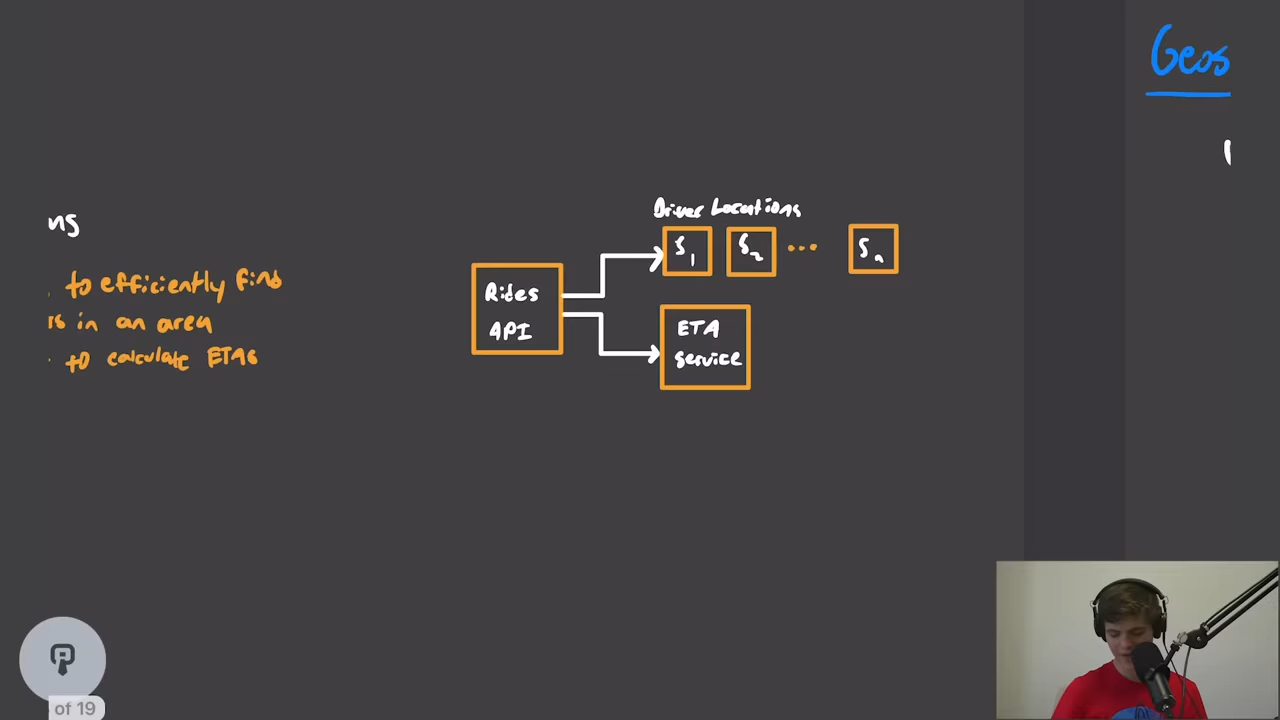 ns
to efficiently find
rs in an area
to calculate ETAs
Rides
API
Driver Locations
S1 S2 ... Sn
ETA
service
Geos
of 19